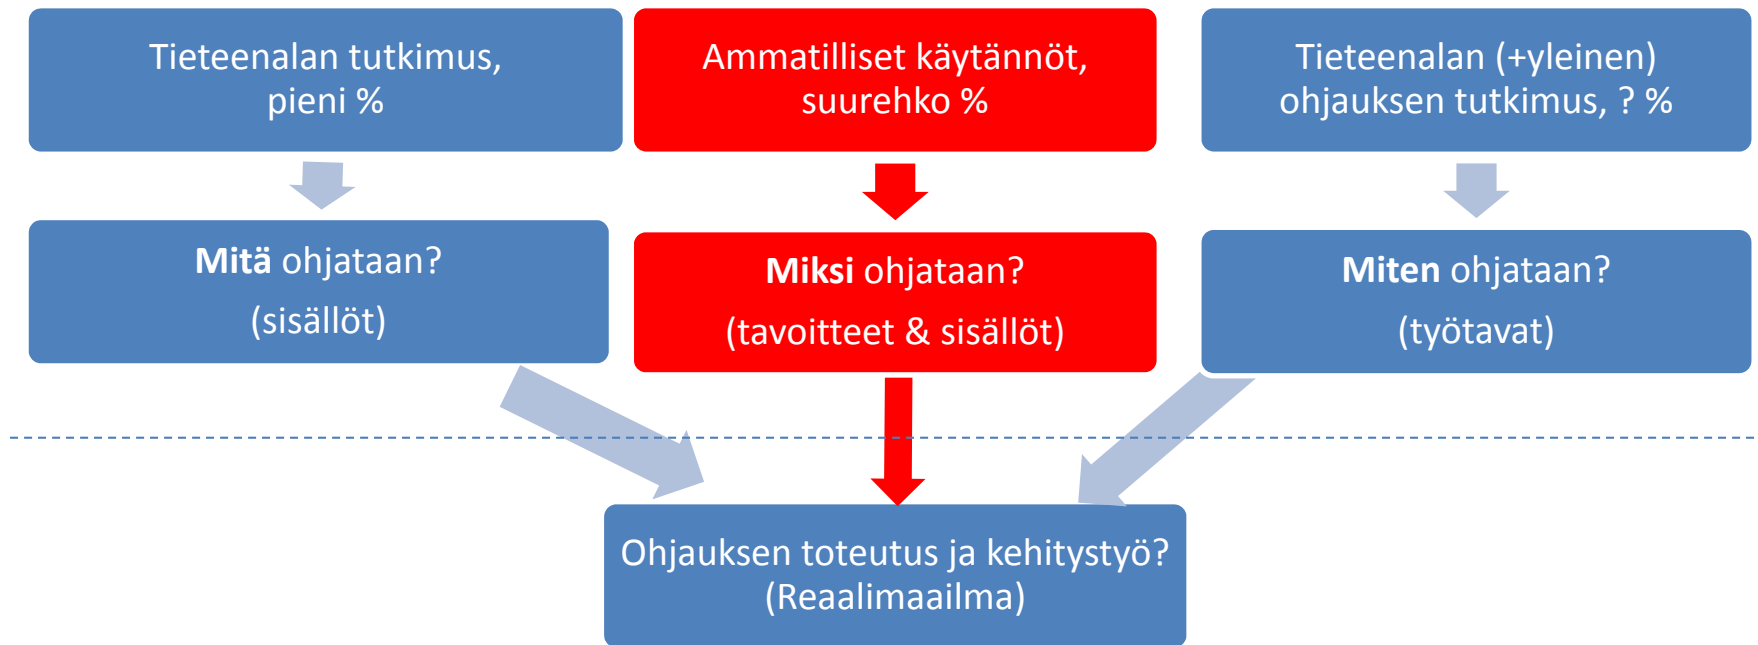 Tieteenalan tutkimus,
pieni %
Ammatilliset käytännöt,
suurehko %
Tieteenalan (+yleinen)
ohjauksen tutkimus, ? %
Mitä ohjataan?
(sisällöt)
Miksi ohjataan?
(tavoitteet & sisällöt)
Miten ohjataan?
(työtavat)
Ohjauksen toteutus ja kehitystyö?
(Reaalimaailma)